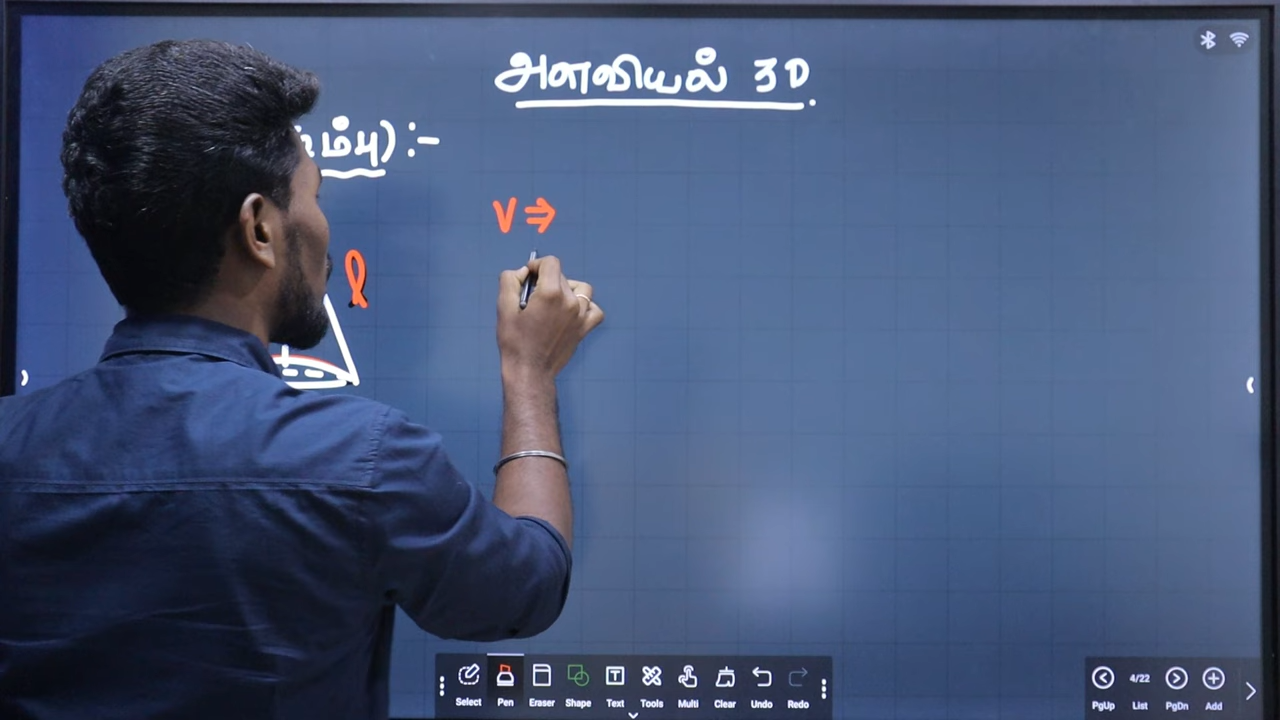 அளவியல் 3D
ம்பு) :-
V ⇒
l
Select Pen Eraser Shape Text Tools Multi Clear Undo Redo
PgUp 4/22 List PgDn Add